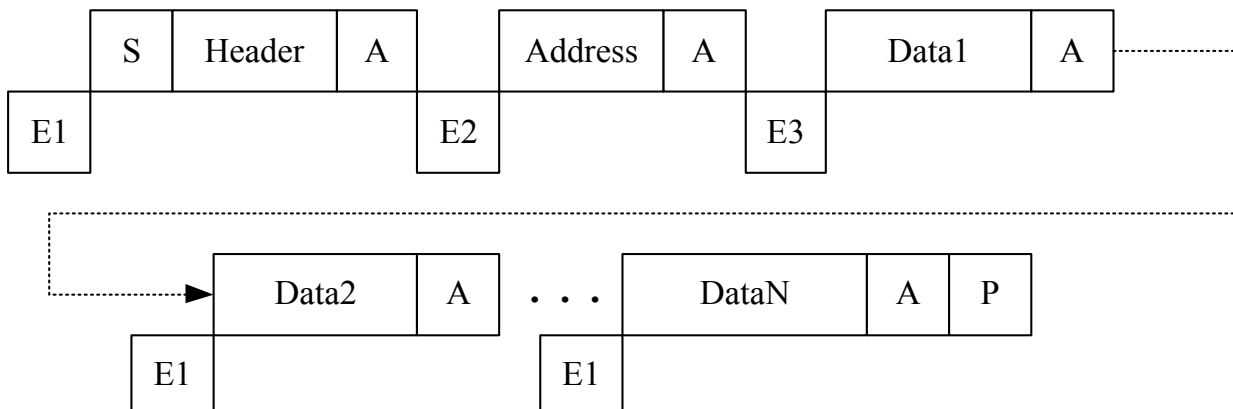 S Header A Address A Data1 A
E1 E2 E3
Data2 A . . . DataN A P
E1 E1